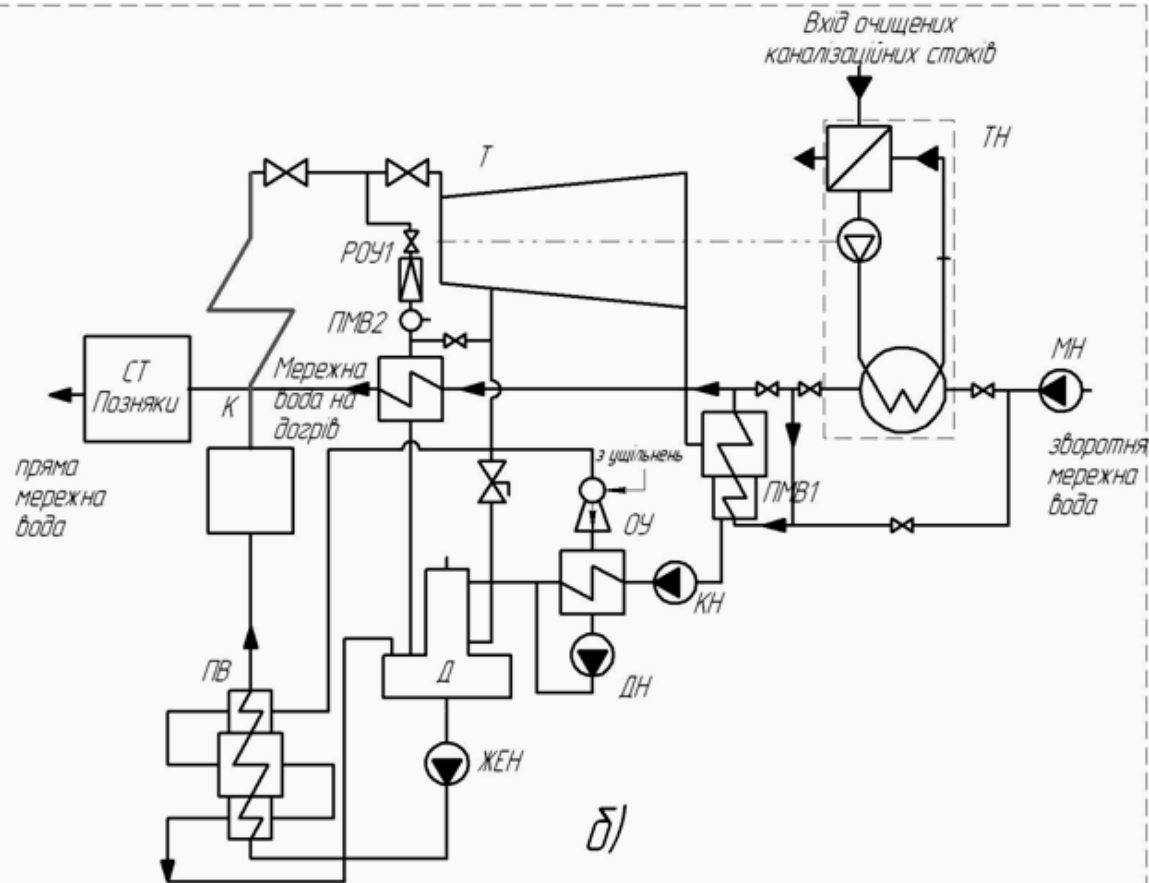 Вхід очищених
каналізаційних стоків
Т
ТН
РОУ1
ПМВ2
МН
СТ
Позняки
К
Мережна
вода на
догрів
пряма
мережна
вода
з ущільнень
ОУ
ПМВ1
зворотня
мережна
вода
КН
ПВ
Д
ДН
ЖЕН
б)